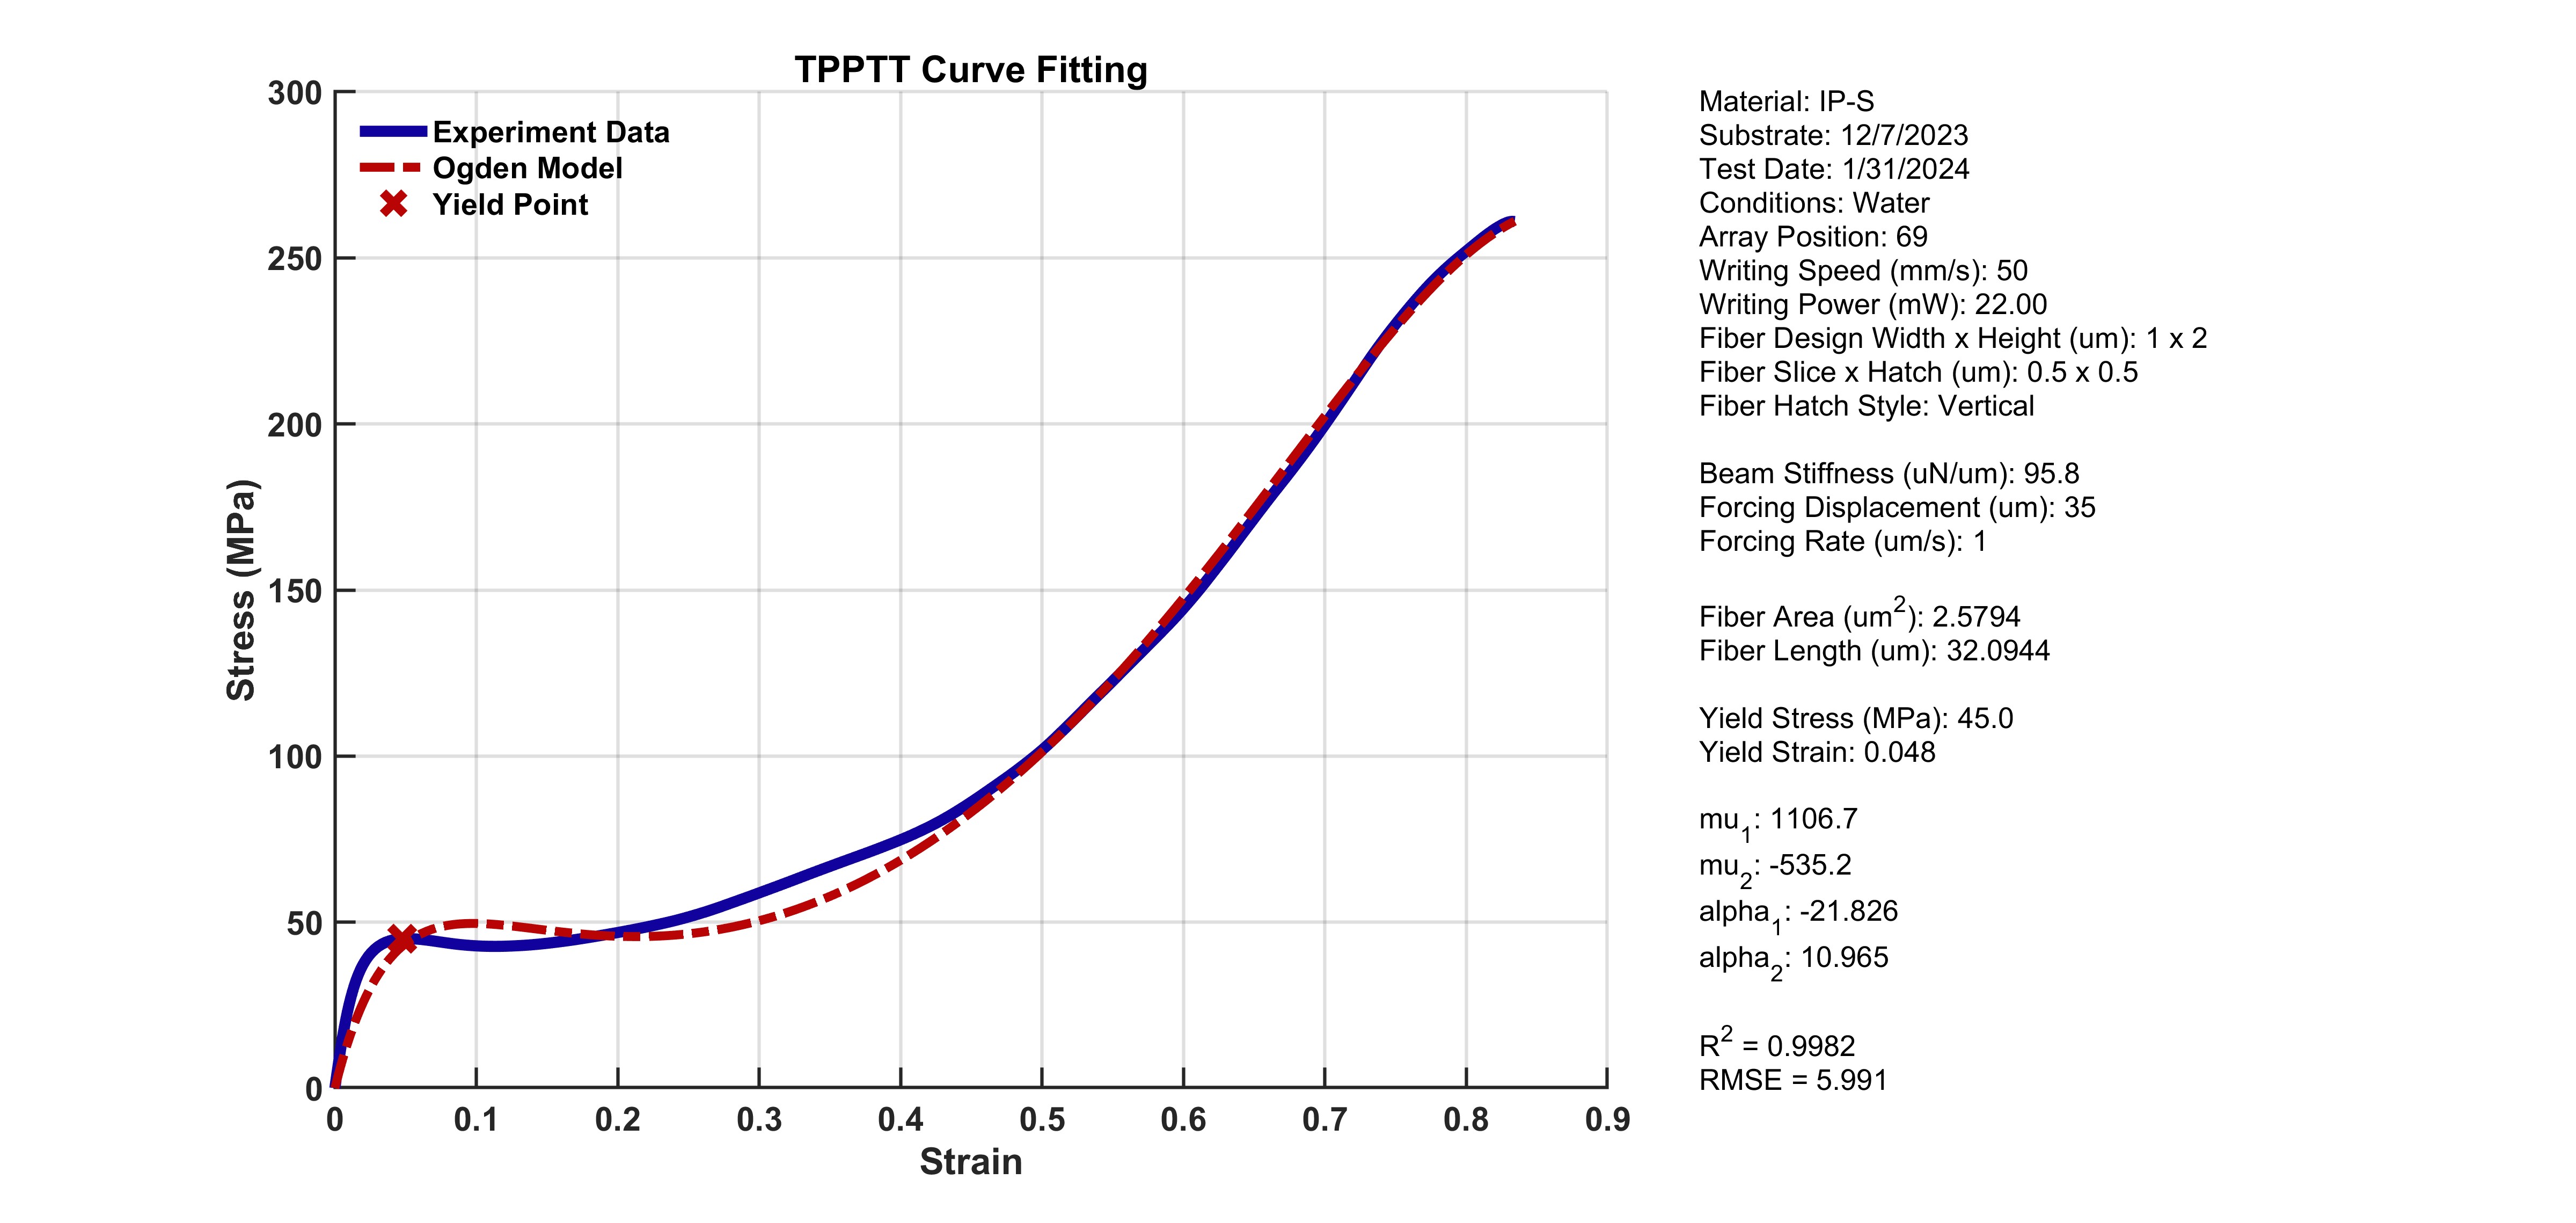 TPPTT Curve Fitting
300
250
200
150
100
50
0
Stress (MPa)
Experiment Data
Ogden Model
Yield Point
0 0.1 0.2 0.3 0.4 0.5 0.6 0.7 0.8 0.9
Strain
Material: IP-S
Substrate: 12/7/2023
Test Date: 1/31/2024
Conditions: Water
Array Position: 69
Writing Speed (mm/s): 50
Writing Power (mW): 22.00
Fiber Design Width x Height (um): 1 x 2
Fiber Slice x Hatch (um): 0.5 x 0.5
Fiber Hatch Style: Vertical
Beam Stiffness (uN/um): 95.8
Forcing Displacement (um): 35
Forcing Rate (um/s): 1
Fiber Area (um²): 2.5794
Fiber Length (um): 32.0944
Yield Stress (MPa): 45.0
Yield Strain: 0.048
mu₁: 1106.7
mu₂: -535.2
alpha₁: -21.826
alpha₂: 10.965
R² = 0.9982
RMSE = 5.991